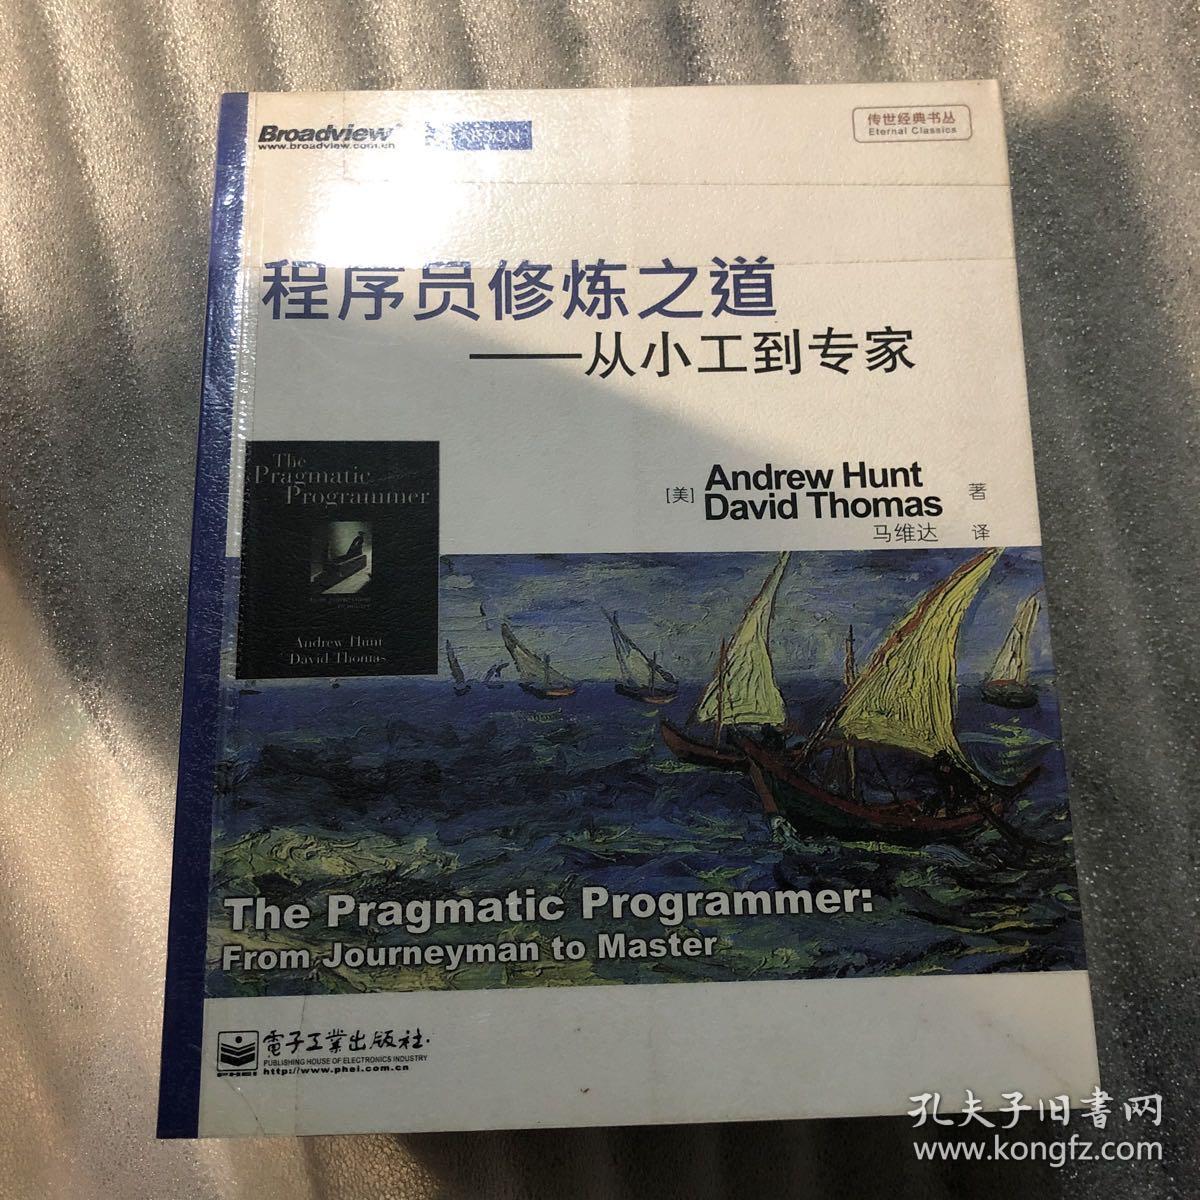 Broadview®
www.broadview.com.cn
传世经典书丛
Eternal Classics
程序员修炼之道
——从小工到专家
The
Pragmatic
Programmer
Andrew Hunt
David Thomas
[美] Andrew Hunt
David Thomas 著
马维达 译
The Pragmatic Programmer:
From Journeyman to Master
電子工業出版社.
PUBLISHING HOUSE OF ELECTRONICS INDUSTRY
http://www.phei.com.cn
PHEI
孔夫子旧書网
www.kongfz.com